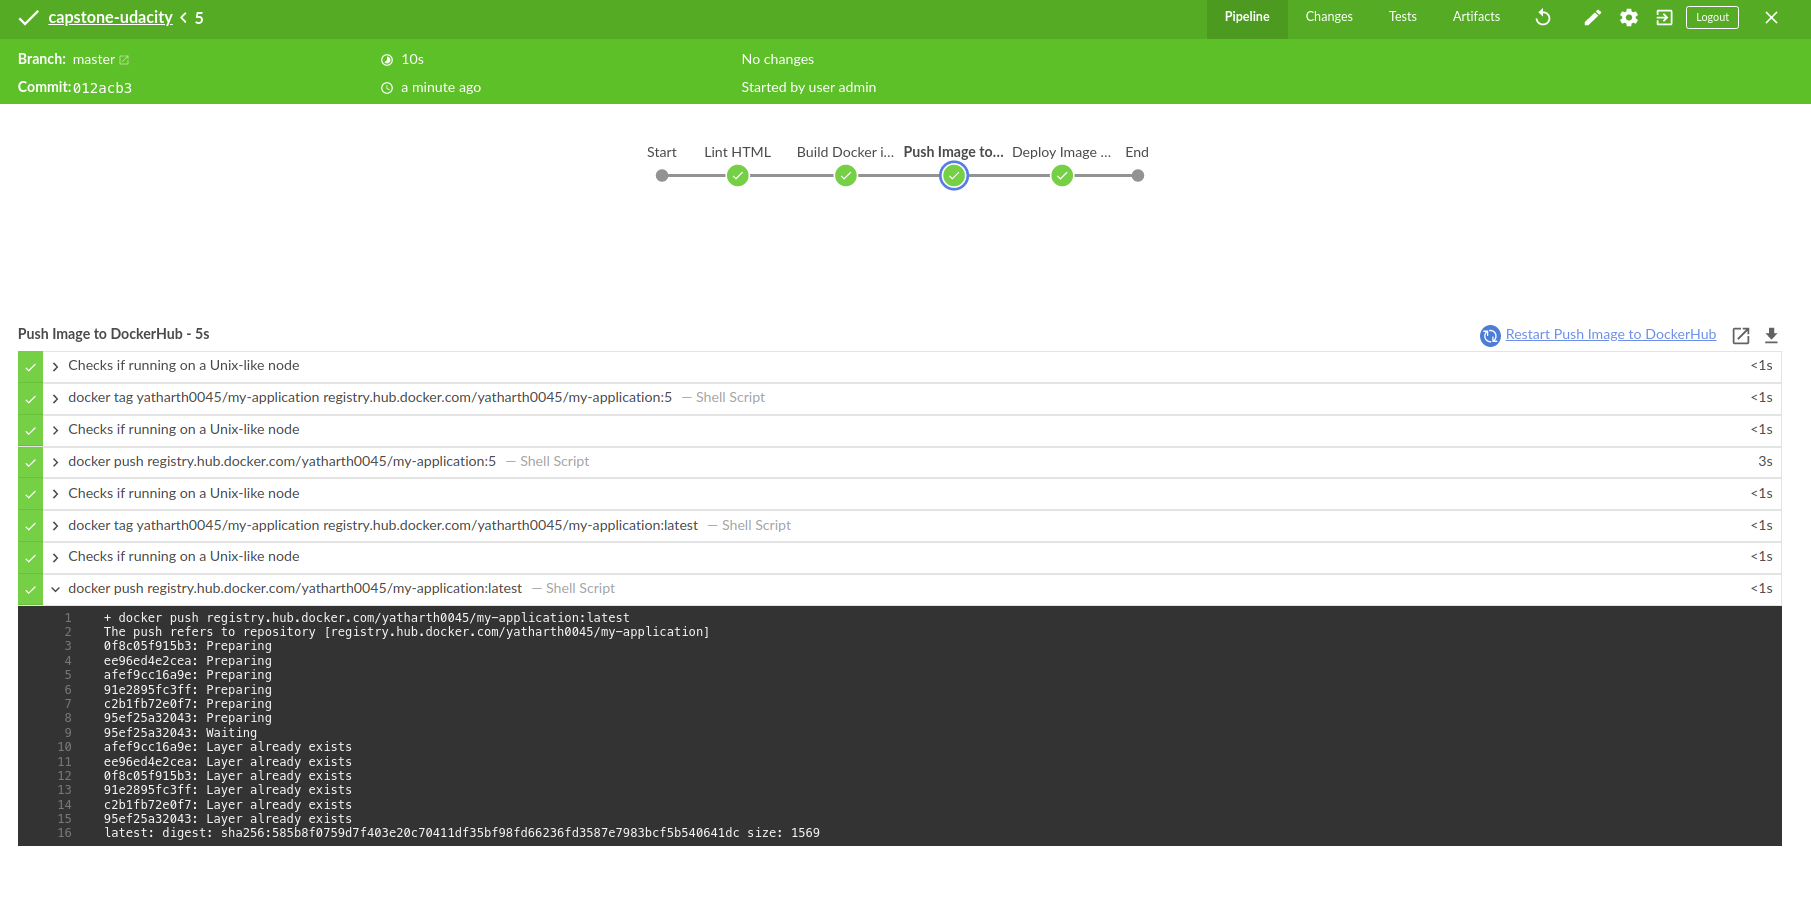 capstone-udacity < 5 Pipeline Changes Tests Artifacts Logout
Branch: master 10s No changes
Commit: 012acb3 a minute ago Started by user admin
Start Lint HTML Build Docker i... Push Image to... Deploy Image ... End
Push Image to DockerHub - 5s Restart Push Image to DockerHub
Checks if running on a Unix-like node <1s
docker tag yatharth0045/my-application registry.hub.docker.com/yatharth0045/my-application:5 — Shell Script <1s
Checks if running on a Unix-like node <1s
docker push registry.hub.docker.com/yatharth0045/my-application:5 — Shell Script 3s
Checks if running on a Unix-like node <1s
docker tag yatharth0045/my-application registry.hub.docker.com/yatharth0045/my-application:latest — Shell Script <1s
Checks if running on a Unix-like node <1s
docker push registry.hub.docker.com/yatharth0045/my-application:latest — Shell Script <1s
1 + docker push registry.hub.docker.com/yatharth0045/my-application:latest
2 The push refers to repository [registry.hub.docker.com/yatharth0045/my-application]
3 0f8c05f915b3: Preparing
4 ee96ed4e2cea: Preparing
5 afef9cc16a9e: Preparing
6 91e2895fc3ff: Preparing
7 c2b1fb72e0f7: Preparing
8 95ef25a32043: Preparing
9 95ef25a32043: Waiting
10 afef9cc16a9e: Layer already exists
11 ee96ed4e2cea: Layer already exists
12 0f8c05f915b3: Layer already exists
13 91e2895fc3ff: Layer already exists
14 c2b1fb72e0f7: Layer already exists
15 95ef25a32043: Layer already exists
16 latest: digest: sha256:585b8f0759d7f403e20c70411df35bf98fd66236fd3587e7983bcf5b540641dc size: 1569